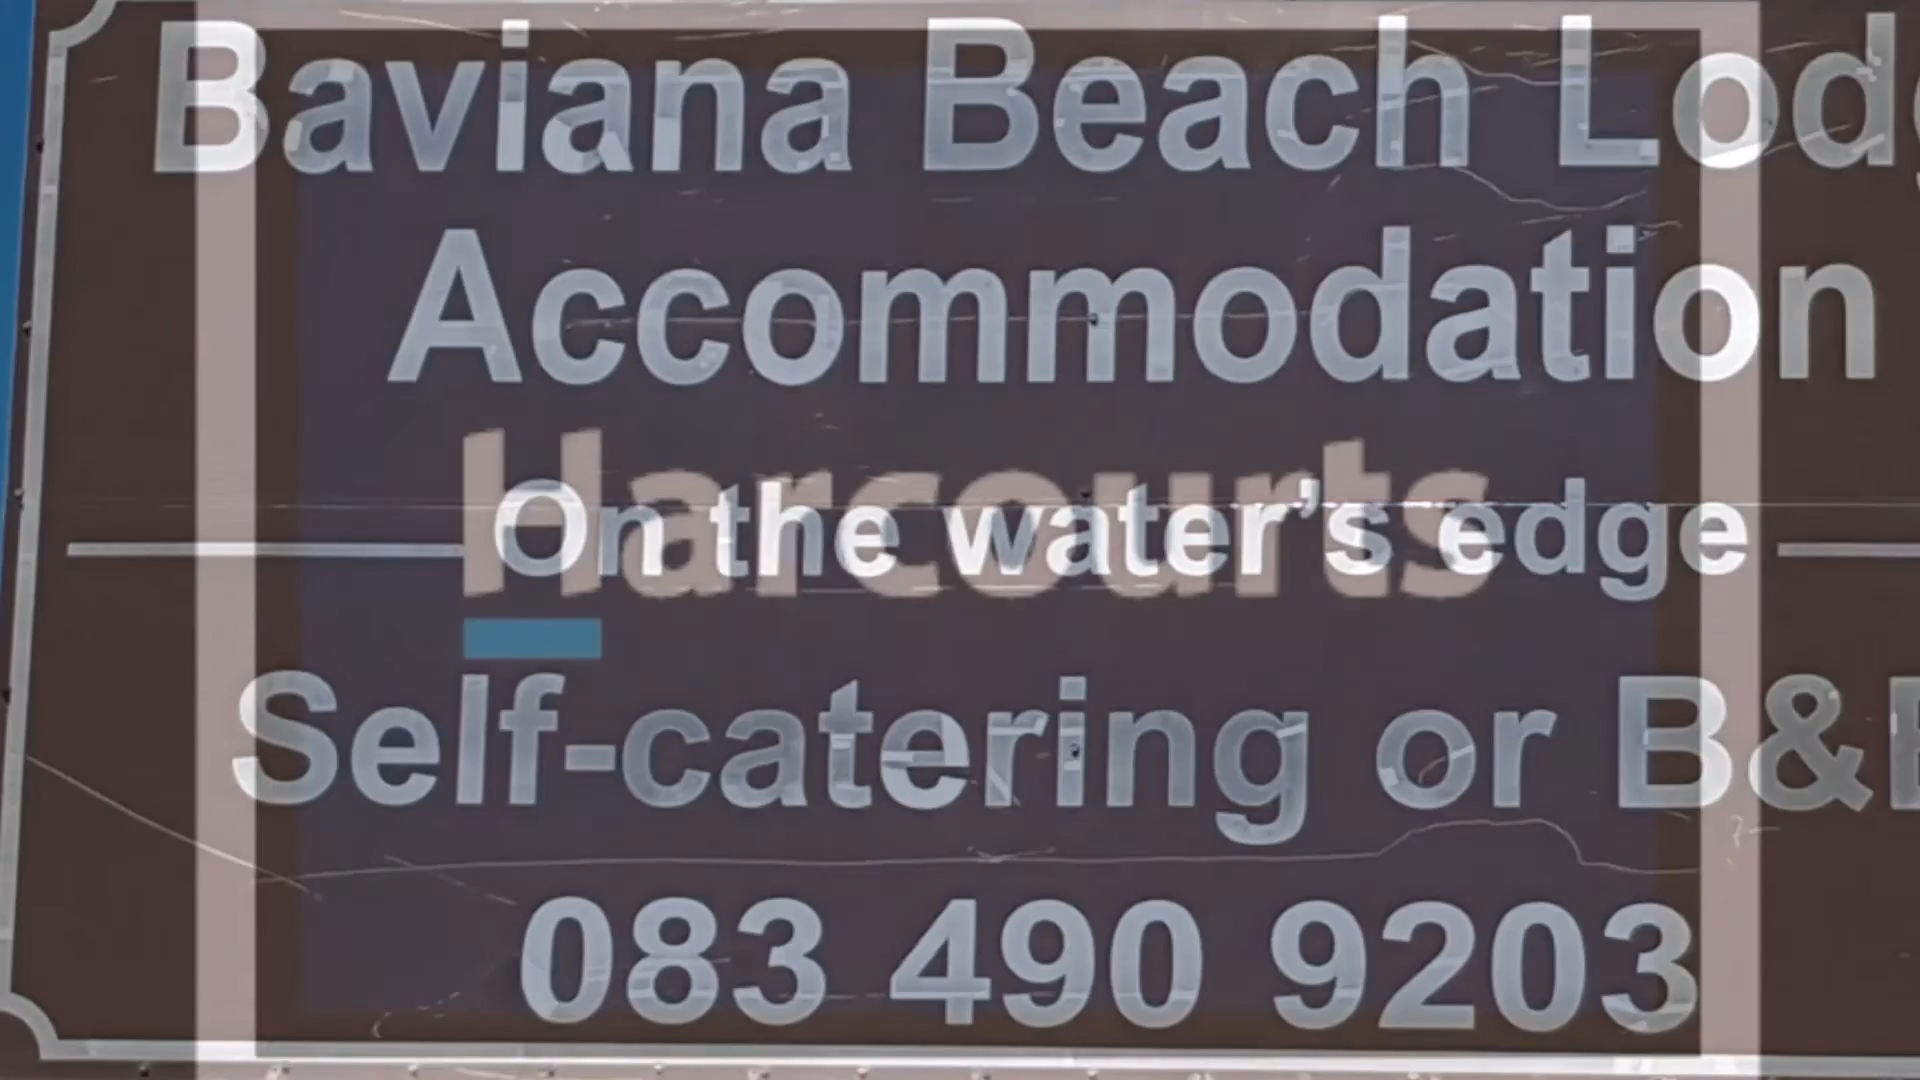 Baviana Beach Lod
Accommodation
Harcourts
On the water's edge
Self-catering or B&
083 490 9203